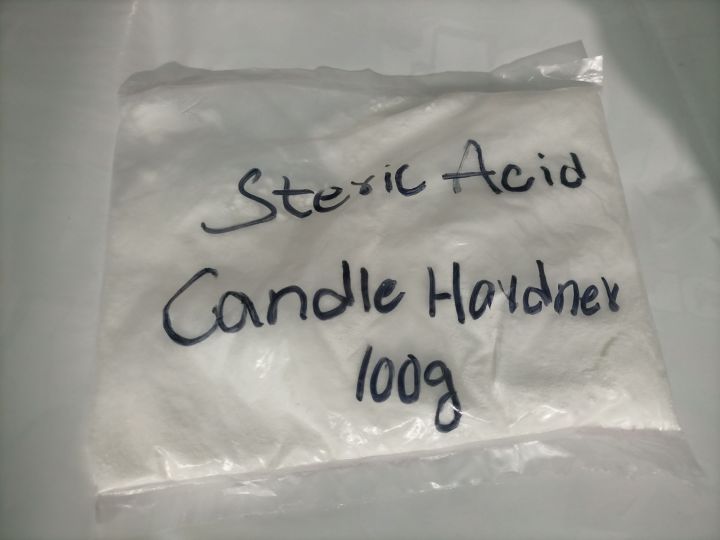 Steric Acid
Candle Hardner
100g